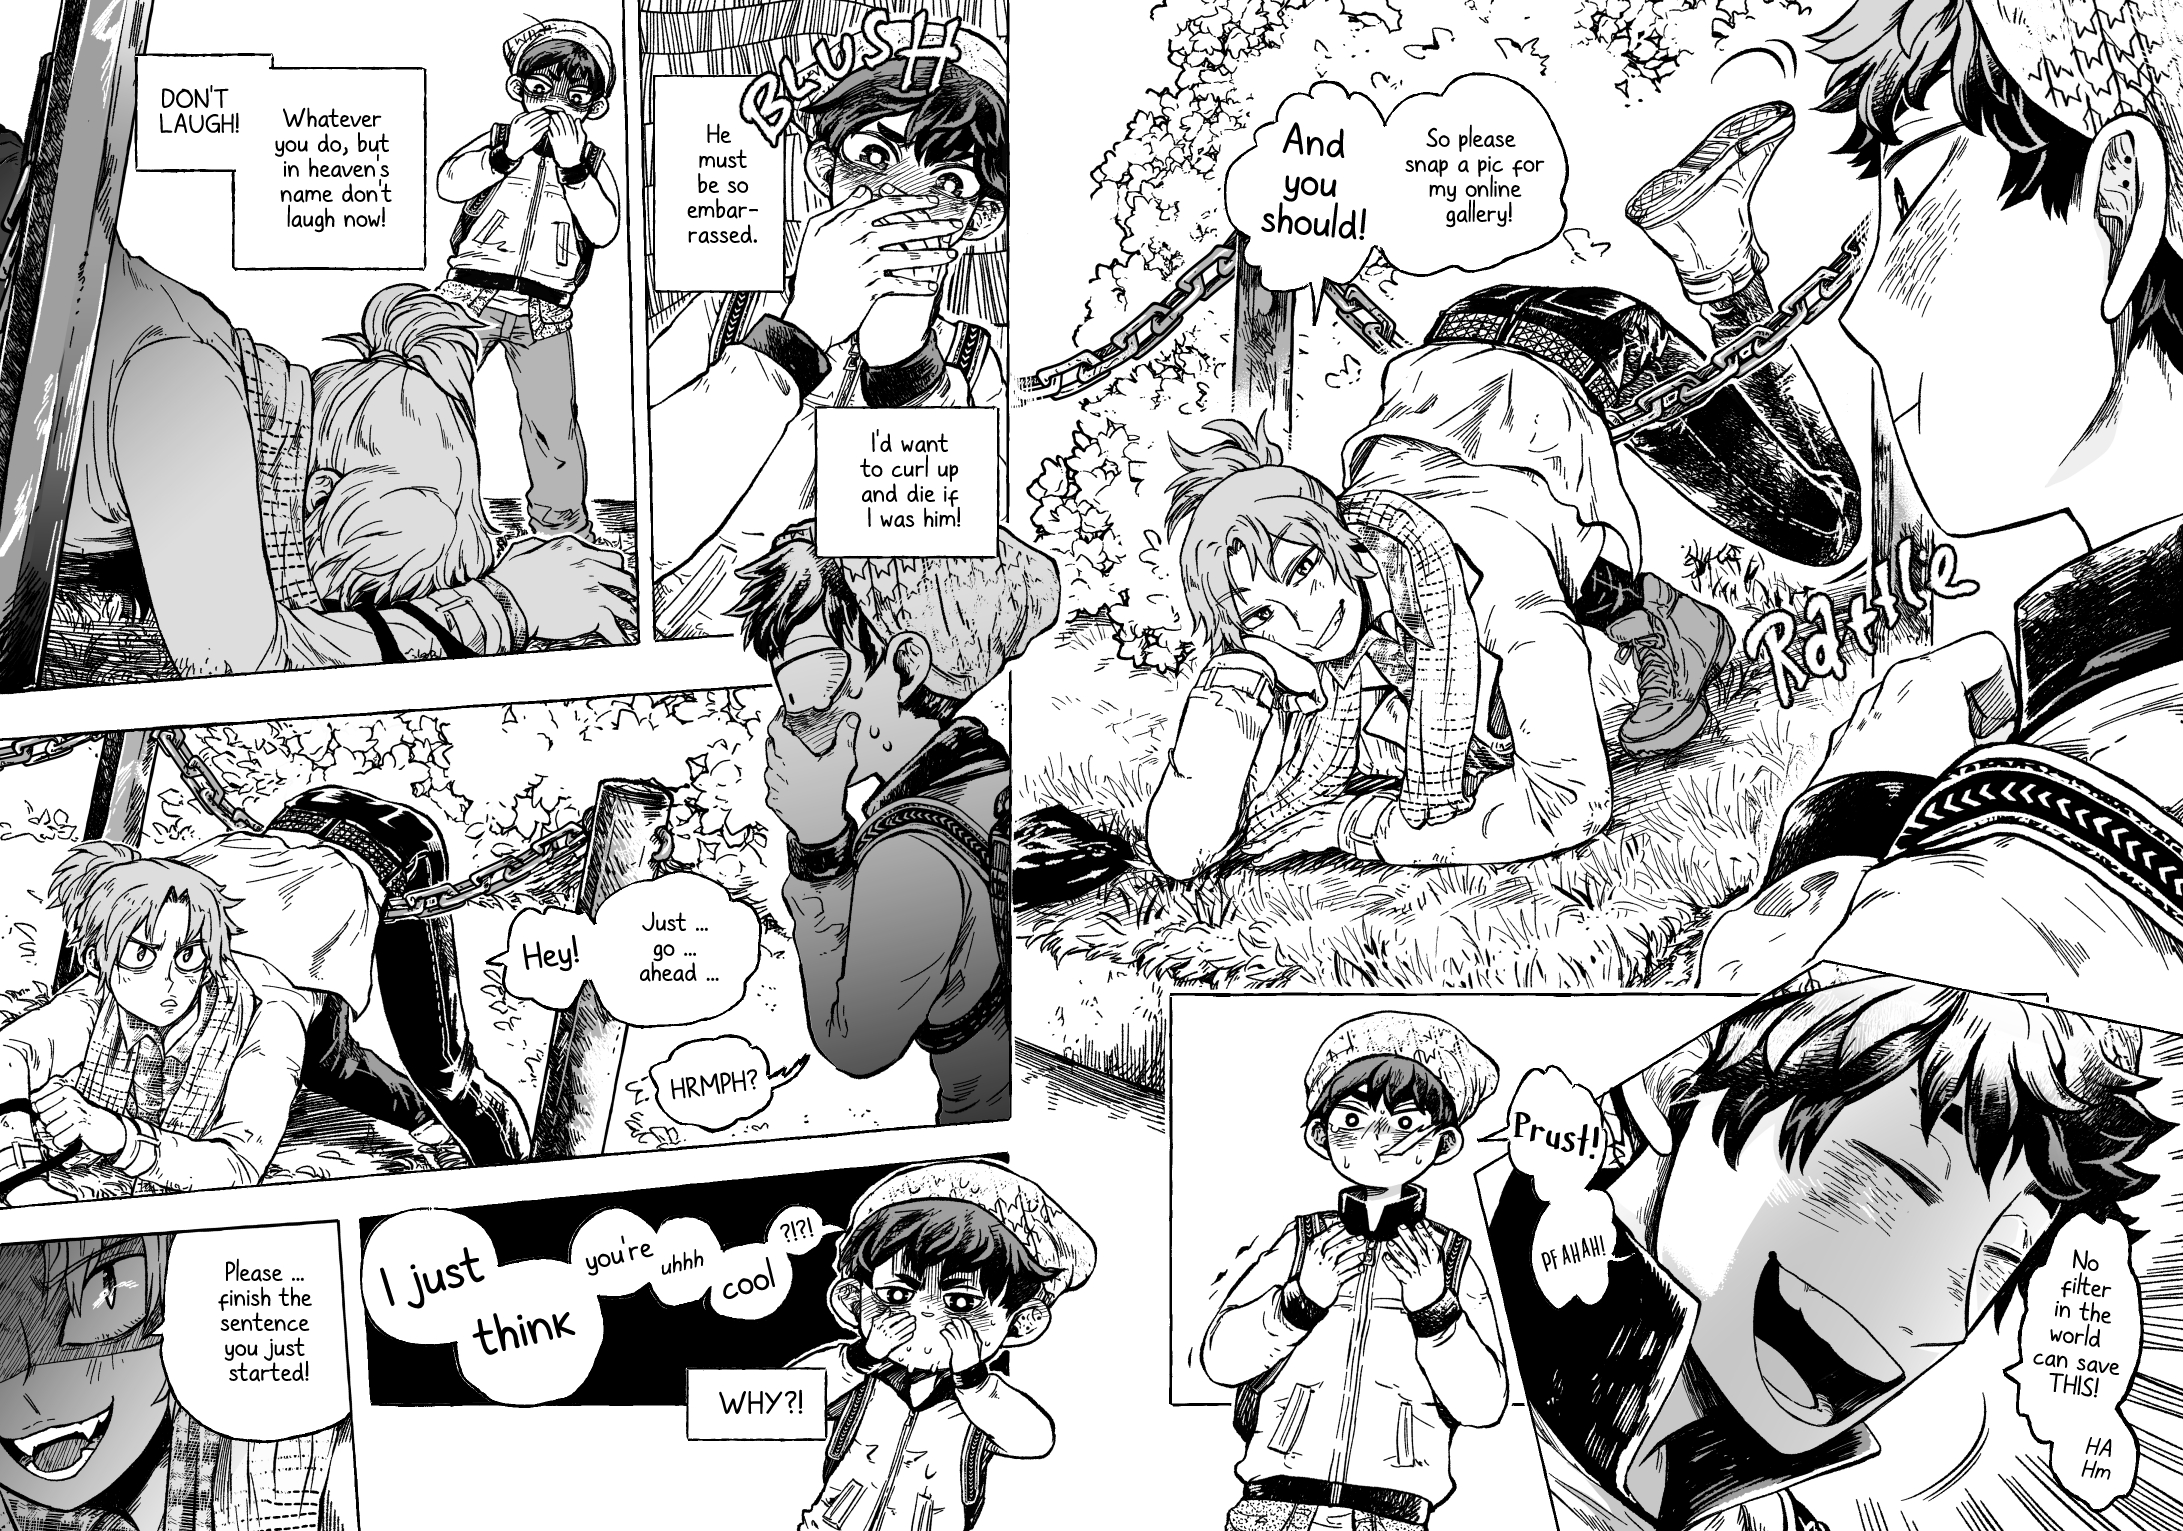 DON'T
LAUGH!
Whatever
you do, but
in heaven's
name don't
laugh now!
BLUSH
He
must
be so
embar-
rassed.
I'd want
to curl up
and die if
I was him!
Hey!
Just ...
go ...
ahead ...
HRMPH?
Please ...
finish the
sentence
you just
started!
I just
think
you're
uhhh
cool
?!?!
WHY?!
And
you
should!
So please
snap a pic for
my online
gallery!
Rattle
Prust!
PFAHAH!
No
filter
in the
world
can save
THIS!
HA
Hm